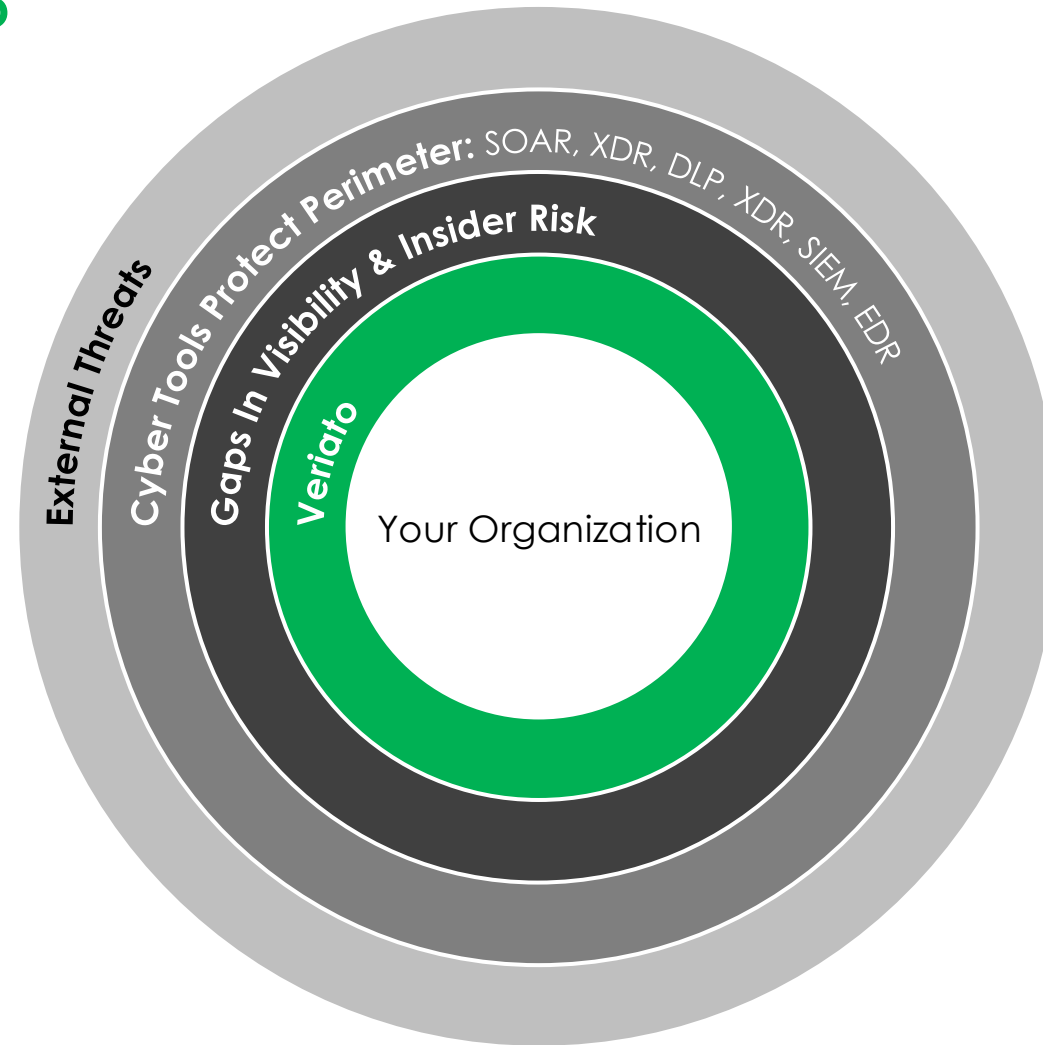 External Threats
Cyber Tools Protect Perimeter: SOAR, XDR, DLP, XDR, SIEM, EDR
Gaps In Visibility & Insider Risk
Veriato
Your Organization